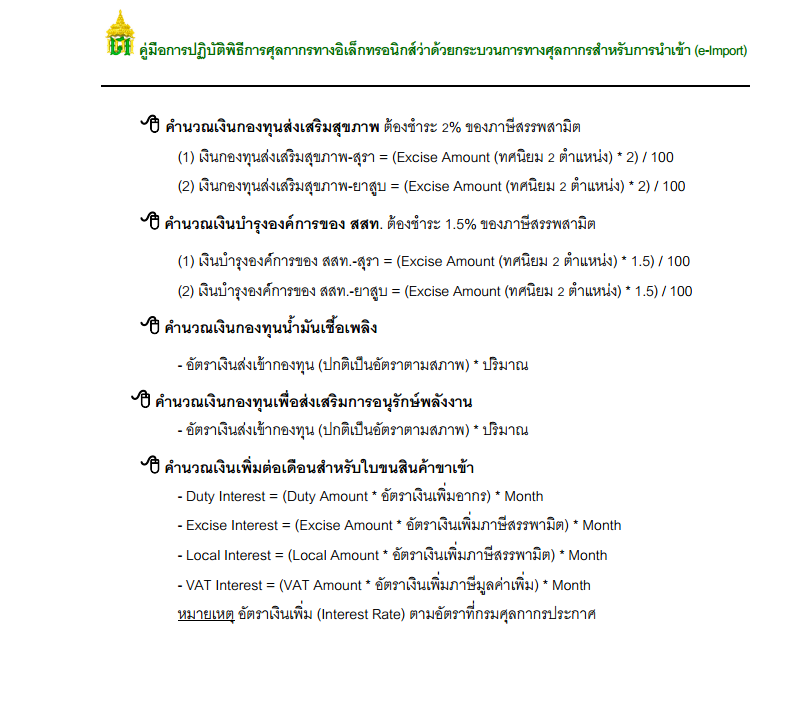 คู่มือการปฏิบัติพิธีการศุลกากรทางอิเล็กทรอนิกส์ว่าด้วยกระบวนการทางศุลกากรสำหรับการนำเข้า (e-Import)
คำนวณเงินกองทุนส่งเสริมสุขภาพ ต้องชำระ 2% ของภาษีสรรพสามิต
(1) เงินกองทุนส่งเสริมสุขภาพ-สุรา = (Excise Amount (ทศนิยม 2 ตำแหน่ง) * 2) / 100
(2) เงินกองทุนส่งเสริมสุขภาพ-ยาสูบ = (Excise Amount (ทศนิยม 2 ตำแหน่ง) * 2) / 100
คำนวณเงินบำรุงองค์การของ สสท. ต้องชำระ 1.5% ของภาษีสรรพสามิต
(1) เงินบำรุงองค์การของ สสท.-สุรา = (Excise Amount (ทศนิยม 2 ตำแหน่ง) * 1.5) / 100
(2) เงินบำรุงองค์การของ สสท.-ยาสูบ = (Excise Amount (ทศนิยม 2 ตำแหน่ง) * 1.5) / 100
คำนวณเงินกองทุนน้ำมันเชื้อเพลิง
- อัตราเงินส่งเข้ากองทุน (ปกติเป็นอัตราตามสภาพ) * ปริมาณ
คำนวณเงินกองทุนเพื่อส่งเสริมการอนุรักษ์พลังงาน
- อัตราเงินส่งเข้ากองทุน (ปกติเป็นอัตราตามสภาพ) * ปริมาณ
คำนวณเงินเพิ่มต่อเดือนสำหรับใบขนสินค้าขาเข้า
- Duty Interest = (Duty Amount * อัตราเงินเพิ่มอากร) * Month
- Excise Interest = (Excise Amount * อัตราเงินเพิ่มภาษีสรรพามิต) * Month
- Local Interest = (Local Amount * อัตราเงินเพิ่มภาษีสรรพามิต) * Month
- VAT Interest = (VAT Amount * อัตราเงินเพิ่มภาษีมูลค่าเพิ่ม) * Month
หมายเหตุ อัตราเงินเพิ่ม (Interest Rate) ตามอัตราที่กรมศุลกากรประกาศ